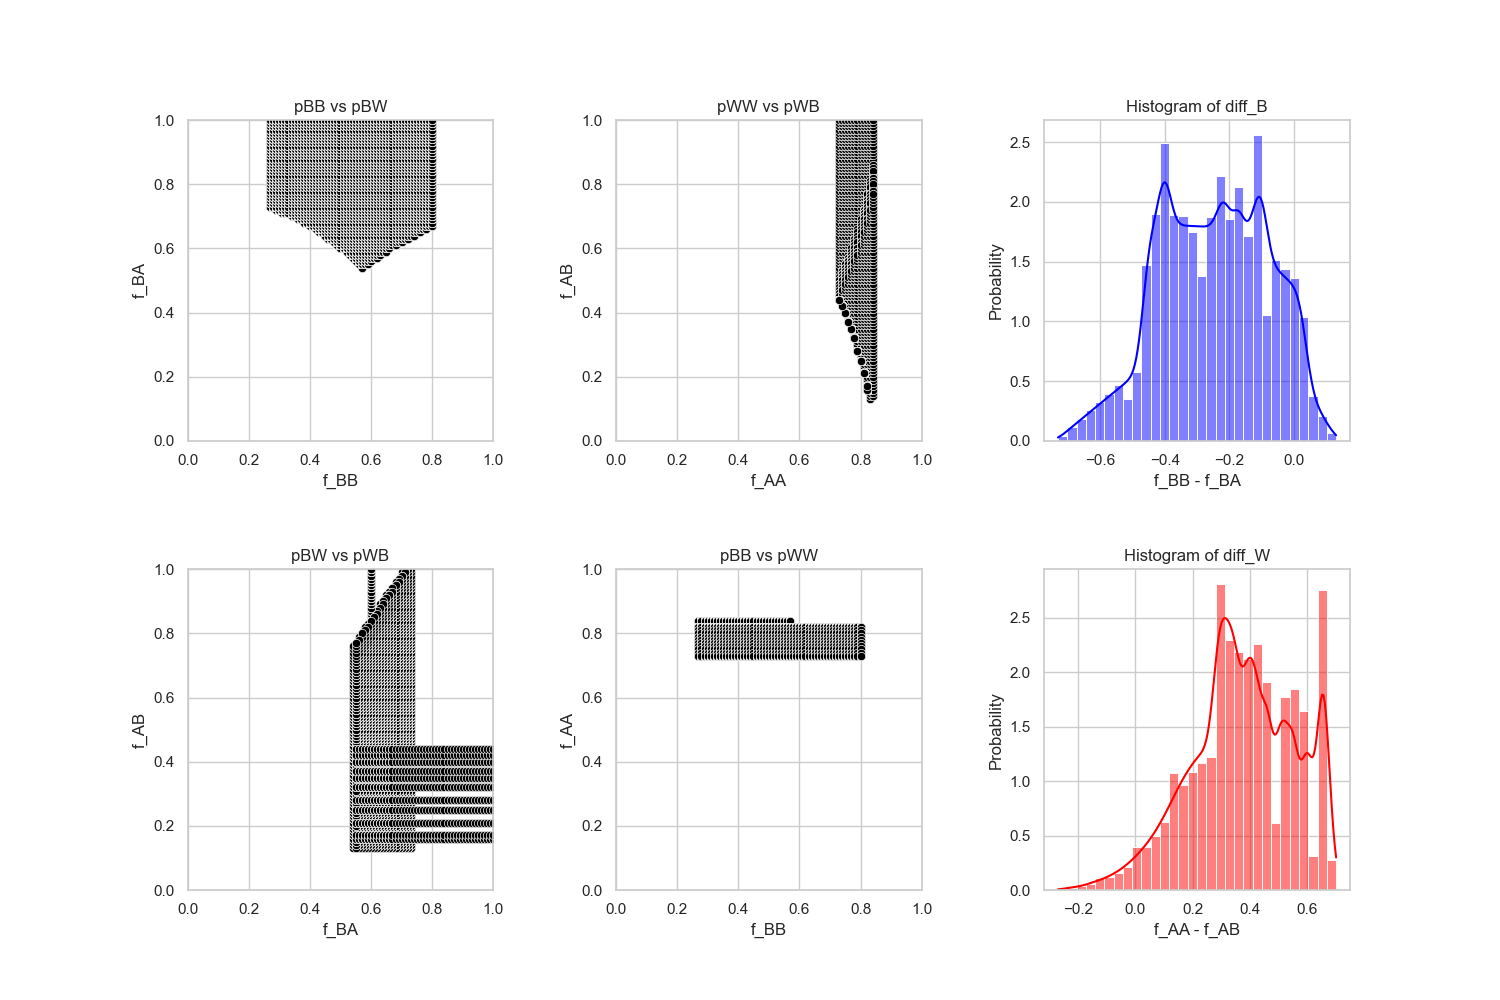 pBB vs pBW
1.0
0.8
0.6
0.4
0.2
0.0
f_BA
0.0 0.2 0.4 0.6 0.8 1.0
f_BB
pWW vs pWB
1.0
0.8
0.6
0.4
0.2
0.0
f_AB
0.0 0.2 0.4 0.6 0.8 1.0
f_AA
Histogram of diff_B
2.5
2.0
1.5
1.0
0.5
0.0
Probability
−0.6 −0.4 −0.2 0.0
f_BB - f_BA
pBW vs pWB
1.0
0.8
0.6
0.4
0.2
0.0
f_AB
0.0 0.2 0.4 0.6 0.8 1.0
f_BA
pBB vs pWW
1.0
0.8
0.6
0.4
0.2
0.0
f_AA
0.0 0.2 0.4 0.6 0.8 1.0
f_BB
Histogram of diff_W
2.5
2.0
1.5
1.0
0.5
0.0
Probability
−0.2 0.0 0.2 0.4 0.6
f_AA - f_AB